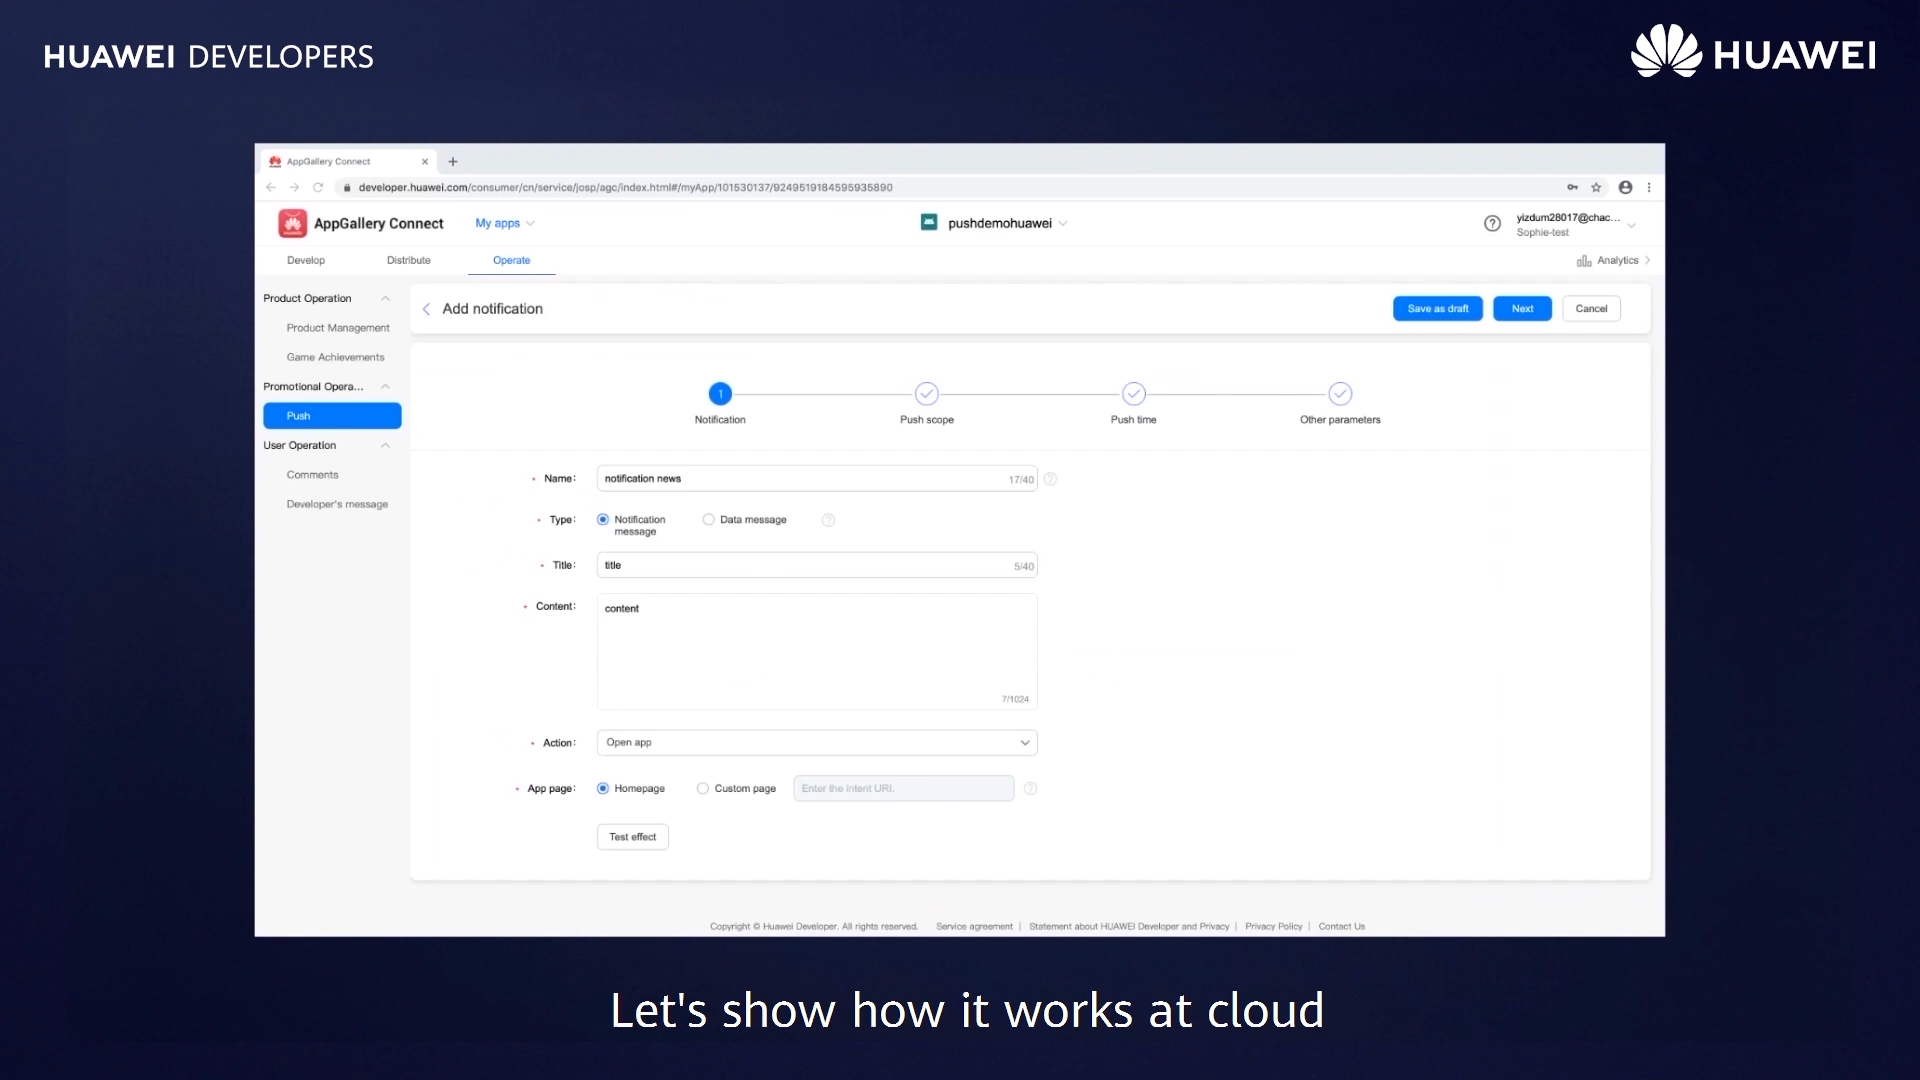 HUAWEI DEVELOPERS
HUAWEI
AppGallery Connect
developer.huawei.com/consumer/cn/service/josp/agc/index.html#/myApp/101530137/9249519184595935890
HUAWEI
AppGallery Connect
My apps
pushdemohuawei
yizdum28017@chac...
Sophie-test
Develop
Distribute
Operate
Analytics
Product Operation
Product Management
Game Achievements
Promotional Opera...
Push
User Operation
Comments
Developer's message
Add notification
Save as draft
Next
Cancel
1
Notification
Push scope
Push time
Other parameters
Name:
notification news
17/40
Type:
Notification
message
Data message
Title:
title
5/40
Content:
content
7/1024
Action:
Open app
App page:
Homepage
Custom page
Enter the intent URI.
Test effect
Copyright © Huawei Developer. All rights reserved.
Service agreement |
Statement about HUAWEI Developer and Privacy |
Privacy Policy |
Contact Us
Let's show how it works at cloud